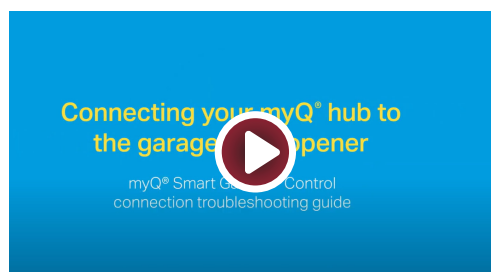 Connecting your myQ® hub to
the garage opener
myQ® Smart Control
connection troubleshooting guide